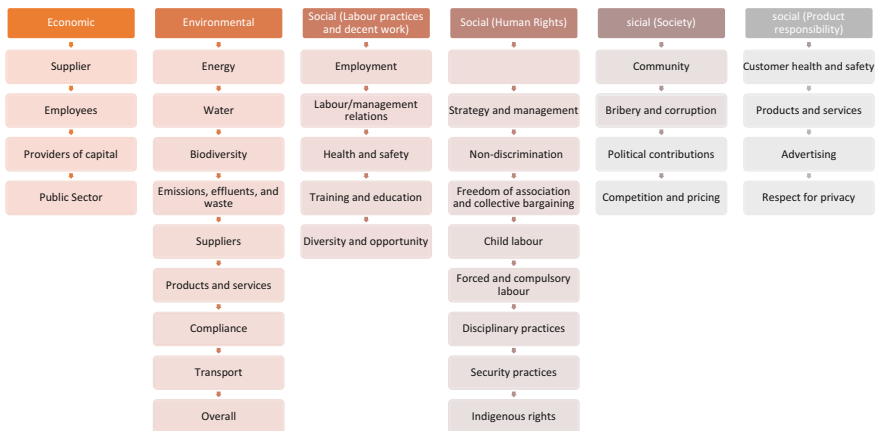 Economic
Supplier
Employees
Providers of capital
Public Sector
Environmental
Energy
Water
Biodiversity
Emissions, effluents, and
waste
Suppliers
Products and services
Compliance
Transport
Overall
Social (Labour practices
and decent work)
Employment
Labour/management
relations
Health and safety
Training and education
Diversity and opportunity
Social (Human Rights)
Strategy and management
Non-discrimination
Freedom of association
and collective bargaining
Child labour
Forced and compulsory
labour
Disciplinary practices
Security practices
Indigenous rights
sicial (Society)
Community
Bribery and corruption
Political contributions
Competition and pricing
social (Product
responsibility)
Customer health and safety
Products and services
Advertising
Respect for privacy